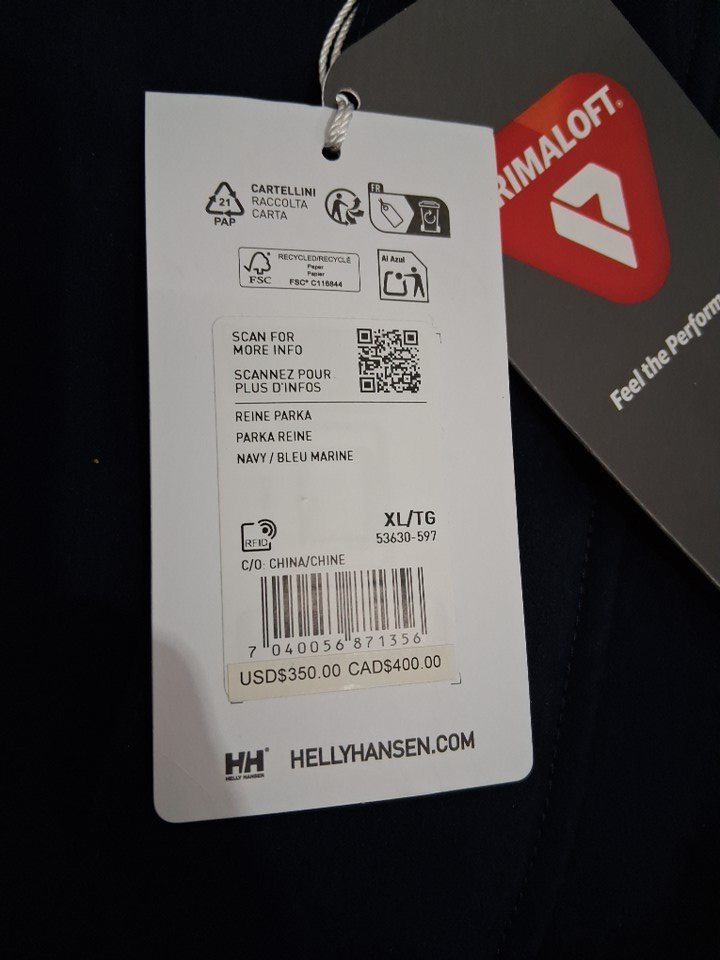 PRIMALOFT®
Feel the Perform
21
PAP
CARTELLINI
RACCOLTA
CARTA
FR
FSC
RECYCLED/RECYCLÉ
Paper
Papier
FSC® C116844
Al Azul
SCAN FOR
MORE INFO
SCANNEZ POUR
PLUS D'INFOS
REINE PARKA
PARKA REINE
NAVY / BLEU MARINE
RFID
XL/TG
53630-597
C/O: CHINA/CHINE
7 040056 871356
USD$350.00 CAD$400.00
HH®
HELLY HANSEN
HELLYHANSEN.COM